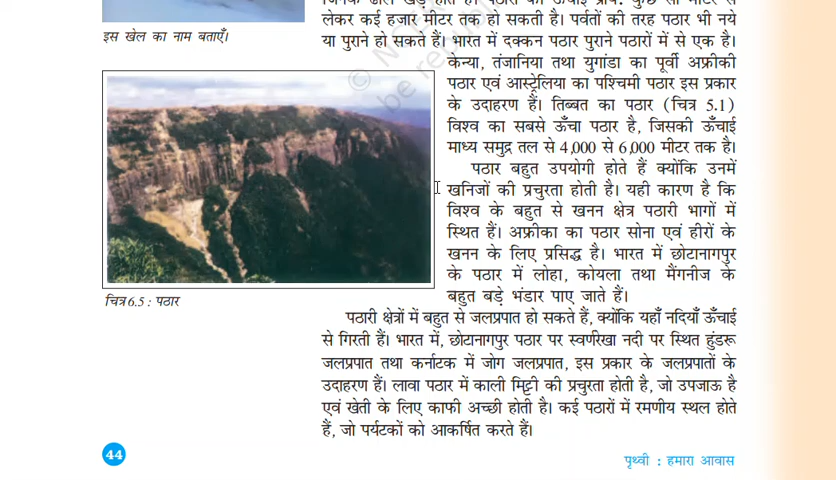 इस खेल का नाम बताएँ।
लेकर कई हजार मीटर तक हो सकती है। पर्वतों की तरह पठार भी नये
या पुराने हो सकते हैं। भारत में दक्कन पठार पुराने पठारों में से एक है।
केन्या, तंजानिया तथा युगांडा का पूर्वी अफ्रीकी
पठार एवं आस्ट्रेलिया का पश्चिमी पठार इस प्रकार
के उदाहरण हैं। तिब्बत का पठार (चित्र 5.1)
विश्व का सबसे ऊँचा पठार है, जिसकी ऊँचाई
माध्य समुद्र तल से 4,000 से 6,000 मीटर तक है।
पठार बहुत उपयोगी होते हैं क्योंकि उनमें
खनिजों की प्रचुरता होती है। यही कारण है कि
विश्व के बहुत से खनन क्षेत्र पठारी भागों में
स्थित हैं। अफ्रीका का पठार सोना एवं हीरों के
खनन के लिए प्रसिद्ध है। भारत में छोटानागपुर
के पठार में लोहा, कोयला तथा मैंगनीज के
बहुत बड़े भंडार पाए जाते हैं।
चित्र 6.5 : पठार
पठारी क्षेत्रों में बहुत से जलप्रपात हो सकते हैं, क्योंकि यहाँ नदियाँ ऊँचाई
से गिरती हैं। भारत में, छोटानागपुर पठार पर स्वर्णरेखा नदी पर स्थित हुंडरू
जलप्रपात तथा कर्नाटक में जोग जलप्रपात, इस प्रकार के जलप्रपातों के
उदाहरण हैं। लावा पठार में काली मिट्टी की प्रचुरता होती है, जो उपजाऊ है
एवं खेती के लिए काफी अच्छी होती है। कई पठारों में रमणीय स्थल होते
हैं, जो पर्यटकों को आकर्षित करते हैं।
44
पृथ्वी : हमारा आवास